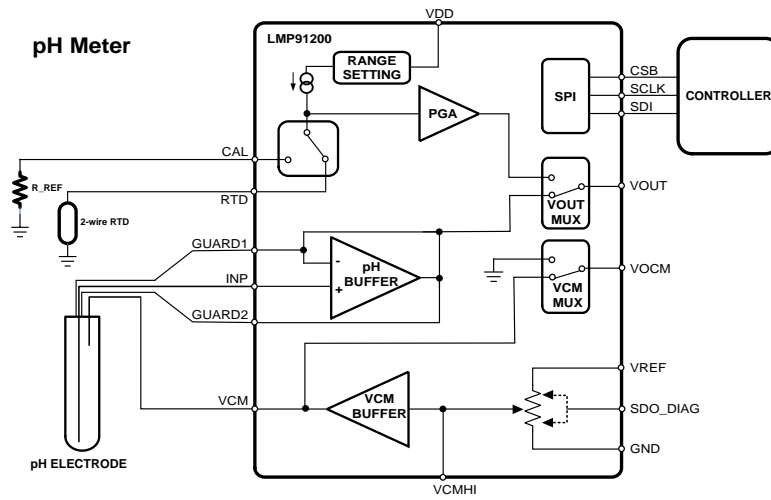 pH Meter
VDD
LMP91200
RANGE
SETTING
PGA
SPI
CSB
SCLK
SDI
CONTROLLER
CAL
R_REF
RTD
2-wire RTD
VOUT
MUX
VOUT
GUARD1
INP
GUARD2
-
+
pH
BUFFER
VCM
MUX
VOCM
VCM
VCM
BUFFER
VREF
SDO_DIAG
GND
pH ELECTRODE
VCMHI